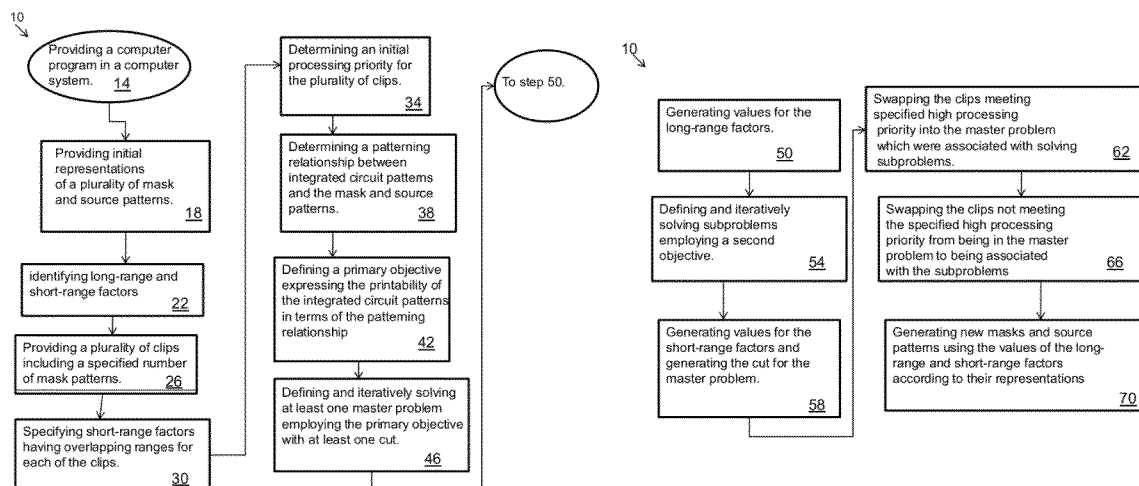 10
Providing a computer
program in a computer
system. 14
Providing initial
representations
of a plurality of mask
and source patterns.
18
identifying long-range and
short-range factors
22
Providing a plurality of clips
including a specified number
of mask patterns. 26
Specifying short-range factors
having overlapping ranges for
each of the clips.
30
Determining an initial
processing priority
for the plurality of clips.
34
Determining a patterning
relationship between
integrated circuit patterns
and the mask and source
patterns.
38
Defining a primary objective
expressing the printability of
the integrated circuit patterns
in terms of the patterning
relationship
42
Defining and iteratively solving
at least one master problem
employing the primary objective
with at least one cut.
46
To step 50.
10
Generating values for the
long-range factors.
50
Defining and iteratively
solving subproblems
employing a second
objective.
54
Generating values for the
short-range factors and
generating the cut for the
master problem.
58
Swapping the clips meeting
specified high processing
priority into the master problem
which were associated with solving
subproblems.
62
Swapping the clips not meeting
the specified high processing
priority from being in the master
problem to being associated
with the subproblems
66
Generating new masks and source
patterns using the values of the long-
range and short-range factors
according to their representations
70